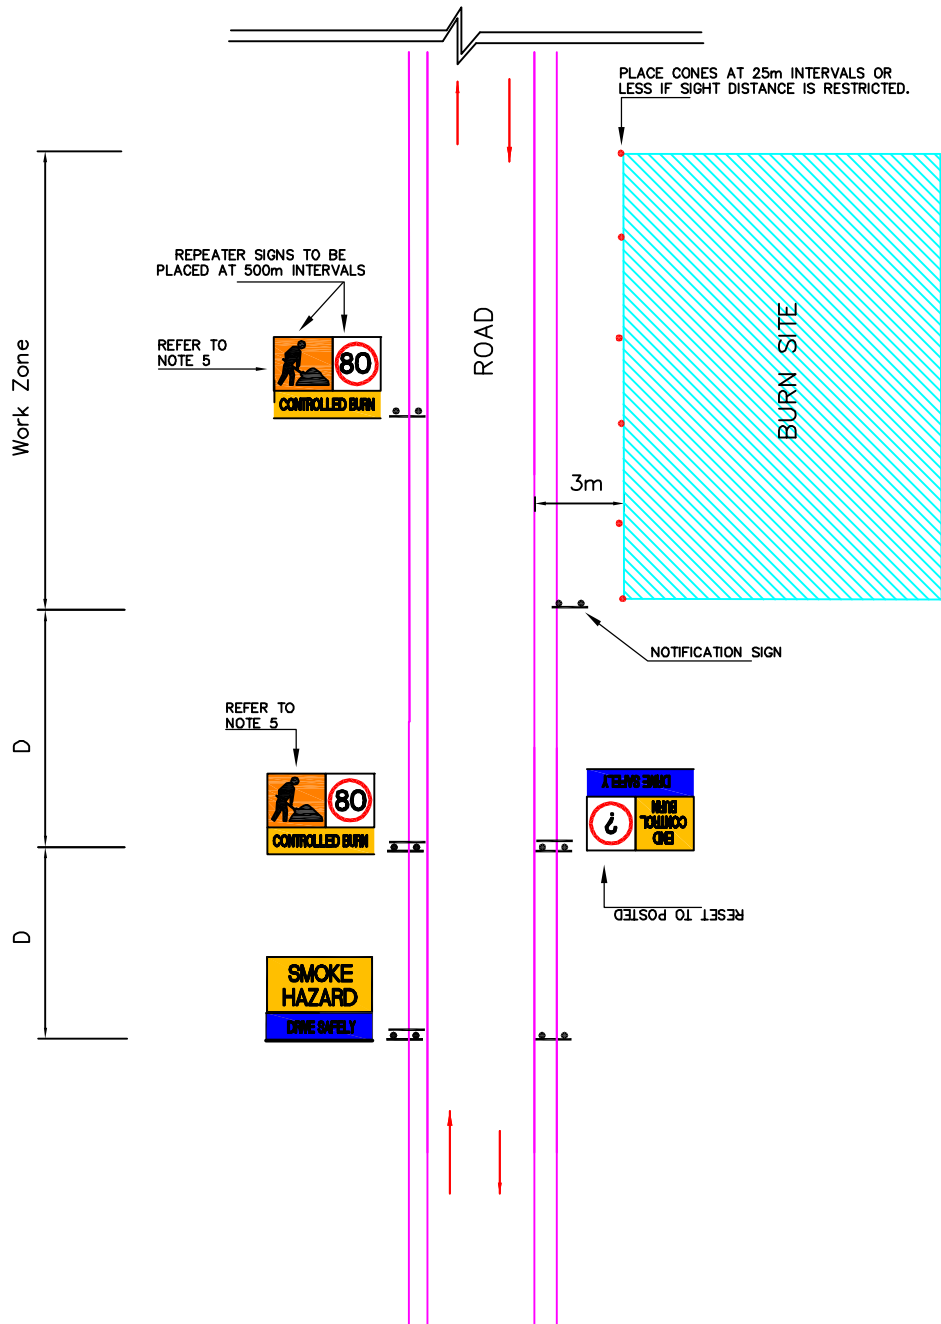 PLACE CONES AT 25m INTERVALS OR
LESS IF SIGHT DISTANCE IS RESTRICTED.
REPEATER SIGNS TO BE
PLACED AT 500m INTERVALS
REFER TO
NOTE 5
80
CONTROLLED BURN
Work Zone
ROAD
BURN SITE
3m
NOTIFICATION SIGN
REFER TO
NOTE 5
80
CONTROLLED BURN
D
DRIVE SAFELY
?
END
CONTROL
BURN
RESET TO POSTED
D
SMOKE
HAZARD
DRIVE SAFELY